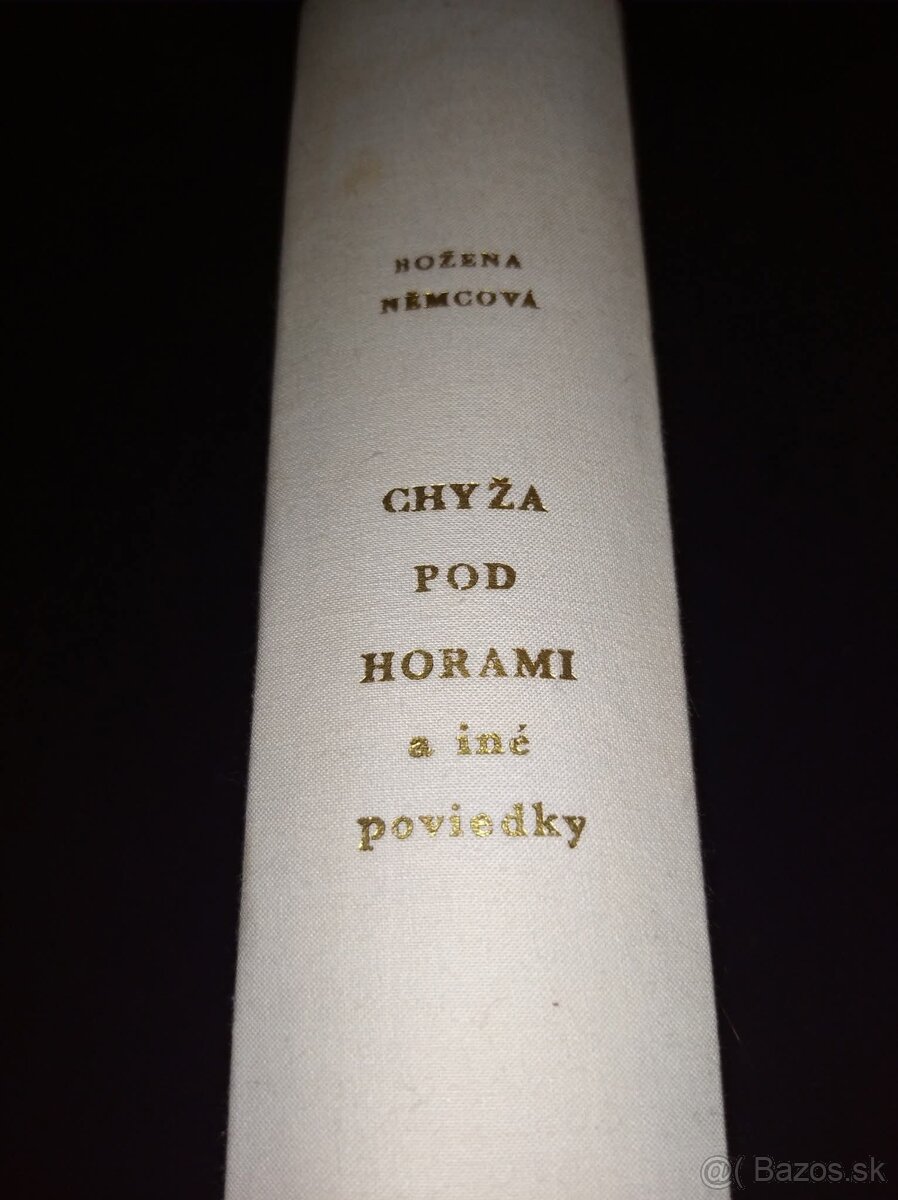 BOŽENA
NĚMCOVÁ
CHYŽA
POD
HORAMI
a iné
poviedky
@( Bazos.sk